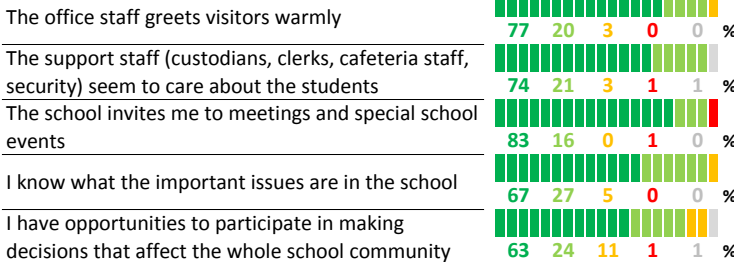 The office staff greets visitors warmly
77 20 3 0 0 %
The support staff (custodians, clerks, cafeteria staff,
security) seem to care about the students
74 21 3 1 1 %
The school invites me to meetings and special school
events
83 16 0 1 0 %
I know what the important issues are in the school
67 27 5 0 0 %
I have opportunities to participate in making
decisions that affect the whole school community
63 24 11 1 1 %